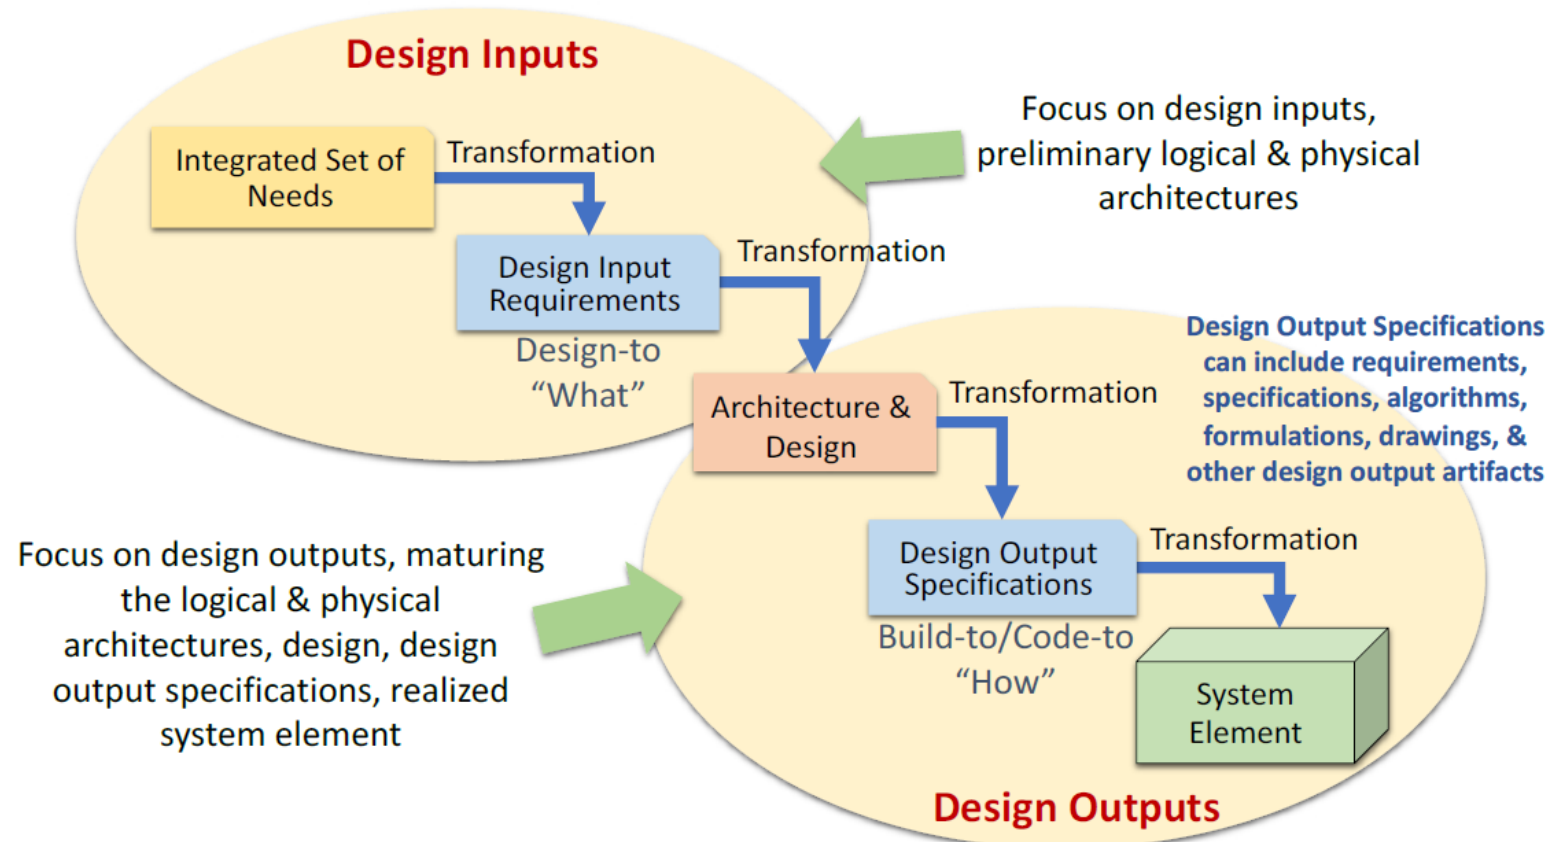 Design Inputs
Integrated Set of
Needs
Transformation
Focus on design inputs,
preliminary logical & physical
architectures
Design Input
Requirements
Transformation
Design-to
“What”
Architecture &
Design
Transformation
Design Output Specifications
can include requirements,
specifications, algorithms,
formulations, drawings, &
other design output artifacts
Focus on design outputs, maturing
the logical & physical
architectures, design, design
output specifications, realized
system element
Design Output
Specifications
Transformation
Build-to/Code-to
“How”
System
Element
Design Outputs